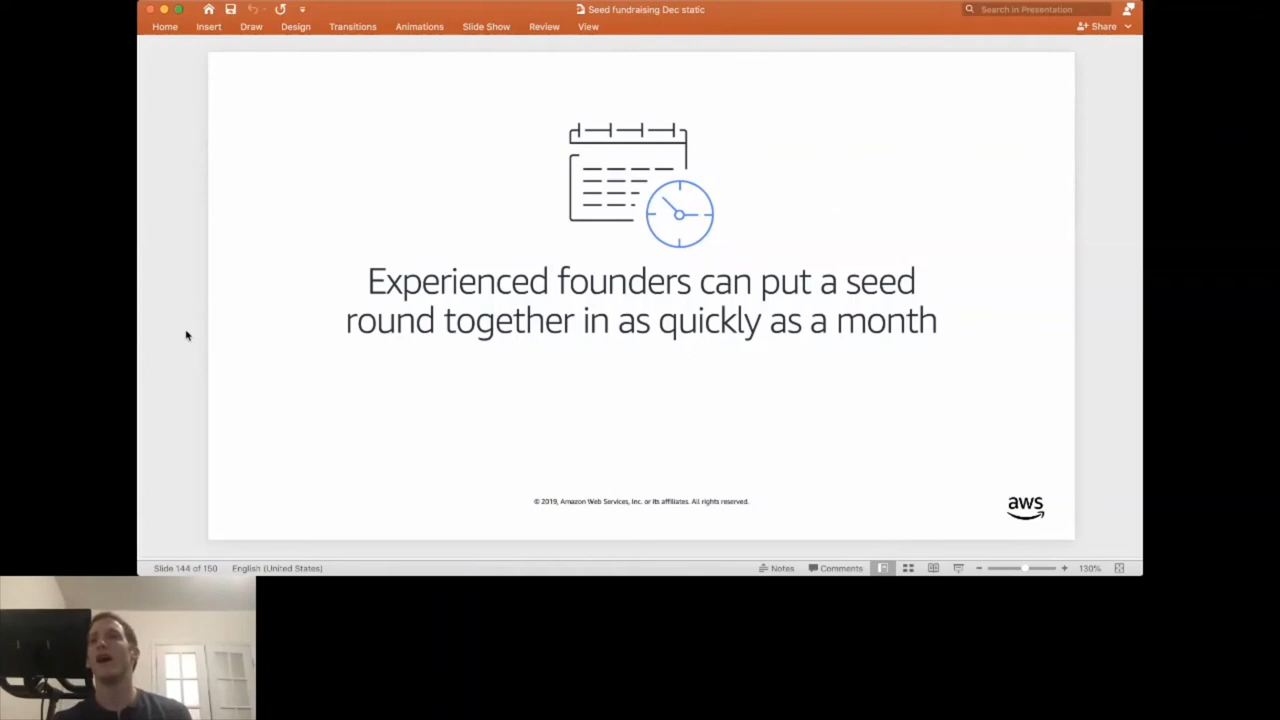 Seed fundraising Dec static
Search in Presentation
Home Insert Draw Design Transitions Animations Slide Show Review View
Share
Experienced founders can put a seed
round together in as quickly as a month
© 2019, Amazon Web Services, Inc. or its affiliates. All rights reserved.
aws
Slide 144 of 150 English (United States) Notes Comments 130%